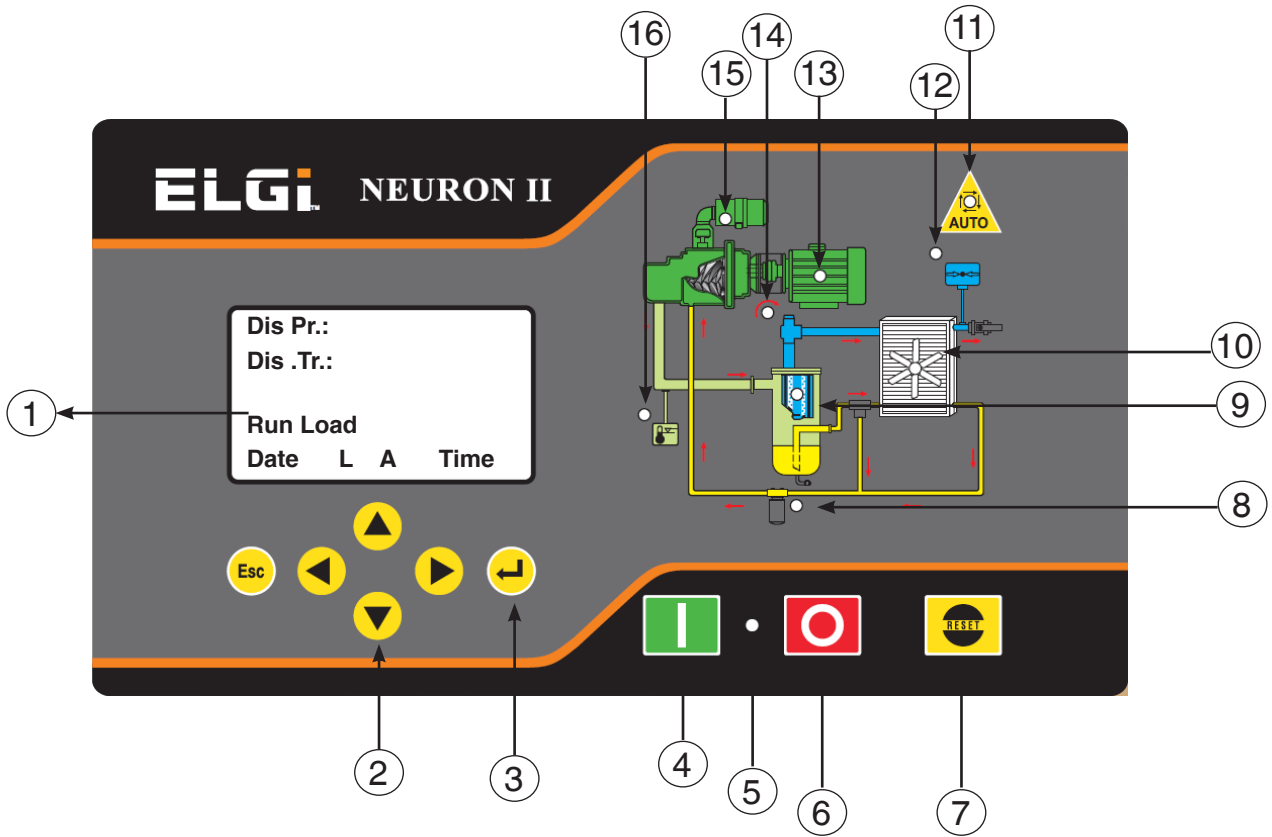 16
14
11
15
13
12
ELGi
TM
NEURON II
AUTO
Dis Pr.:
Dis .Tr.:
10
1
9
Run Load
Date L A Time
8
Esc
RESET
2
3
4
5
6
7